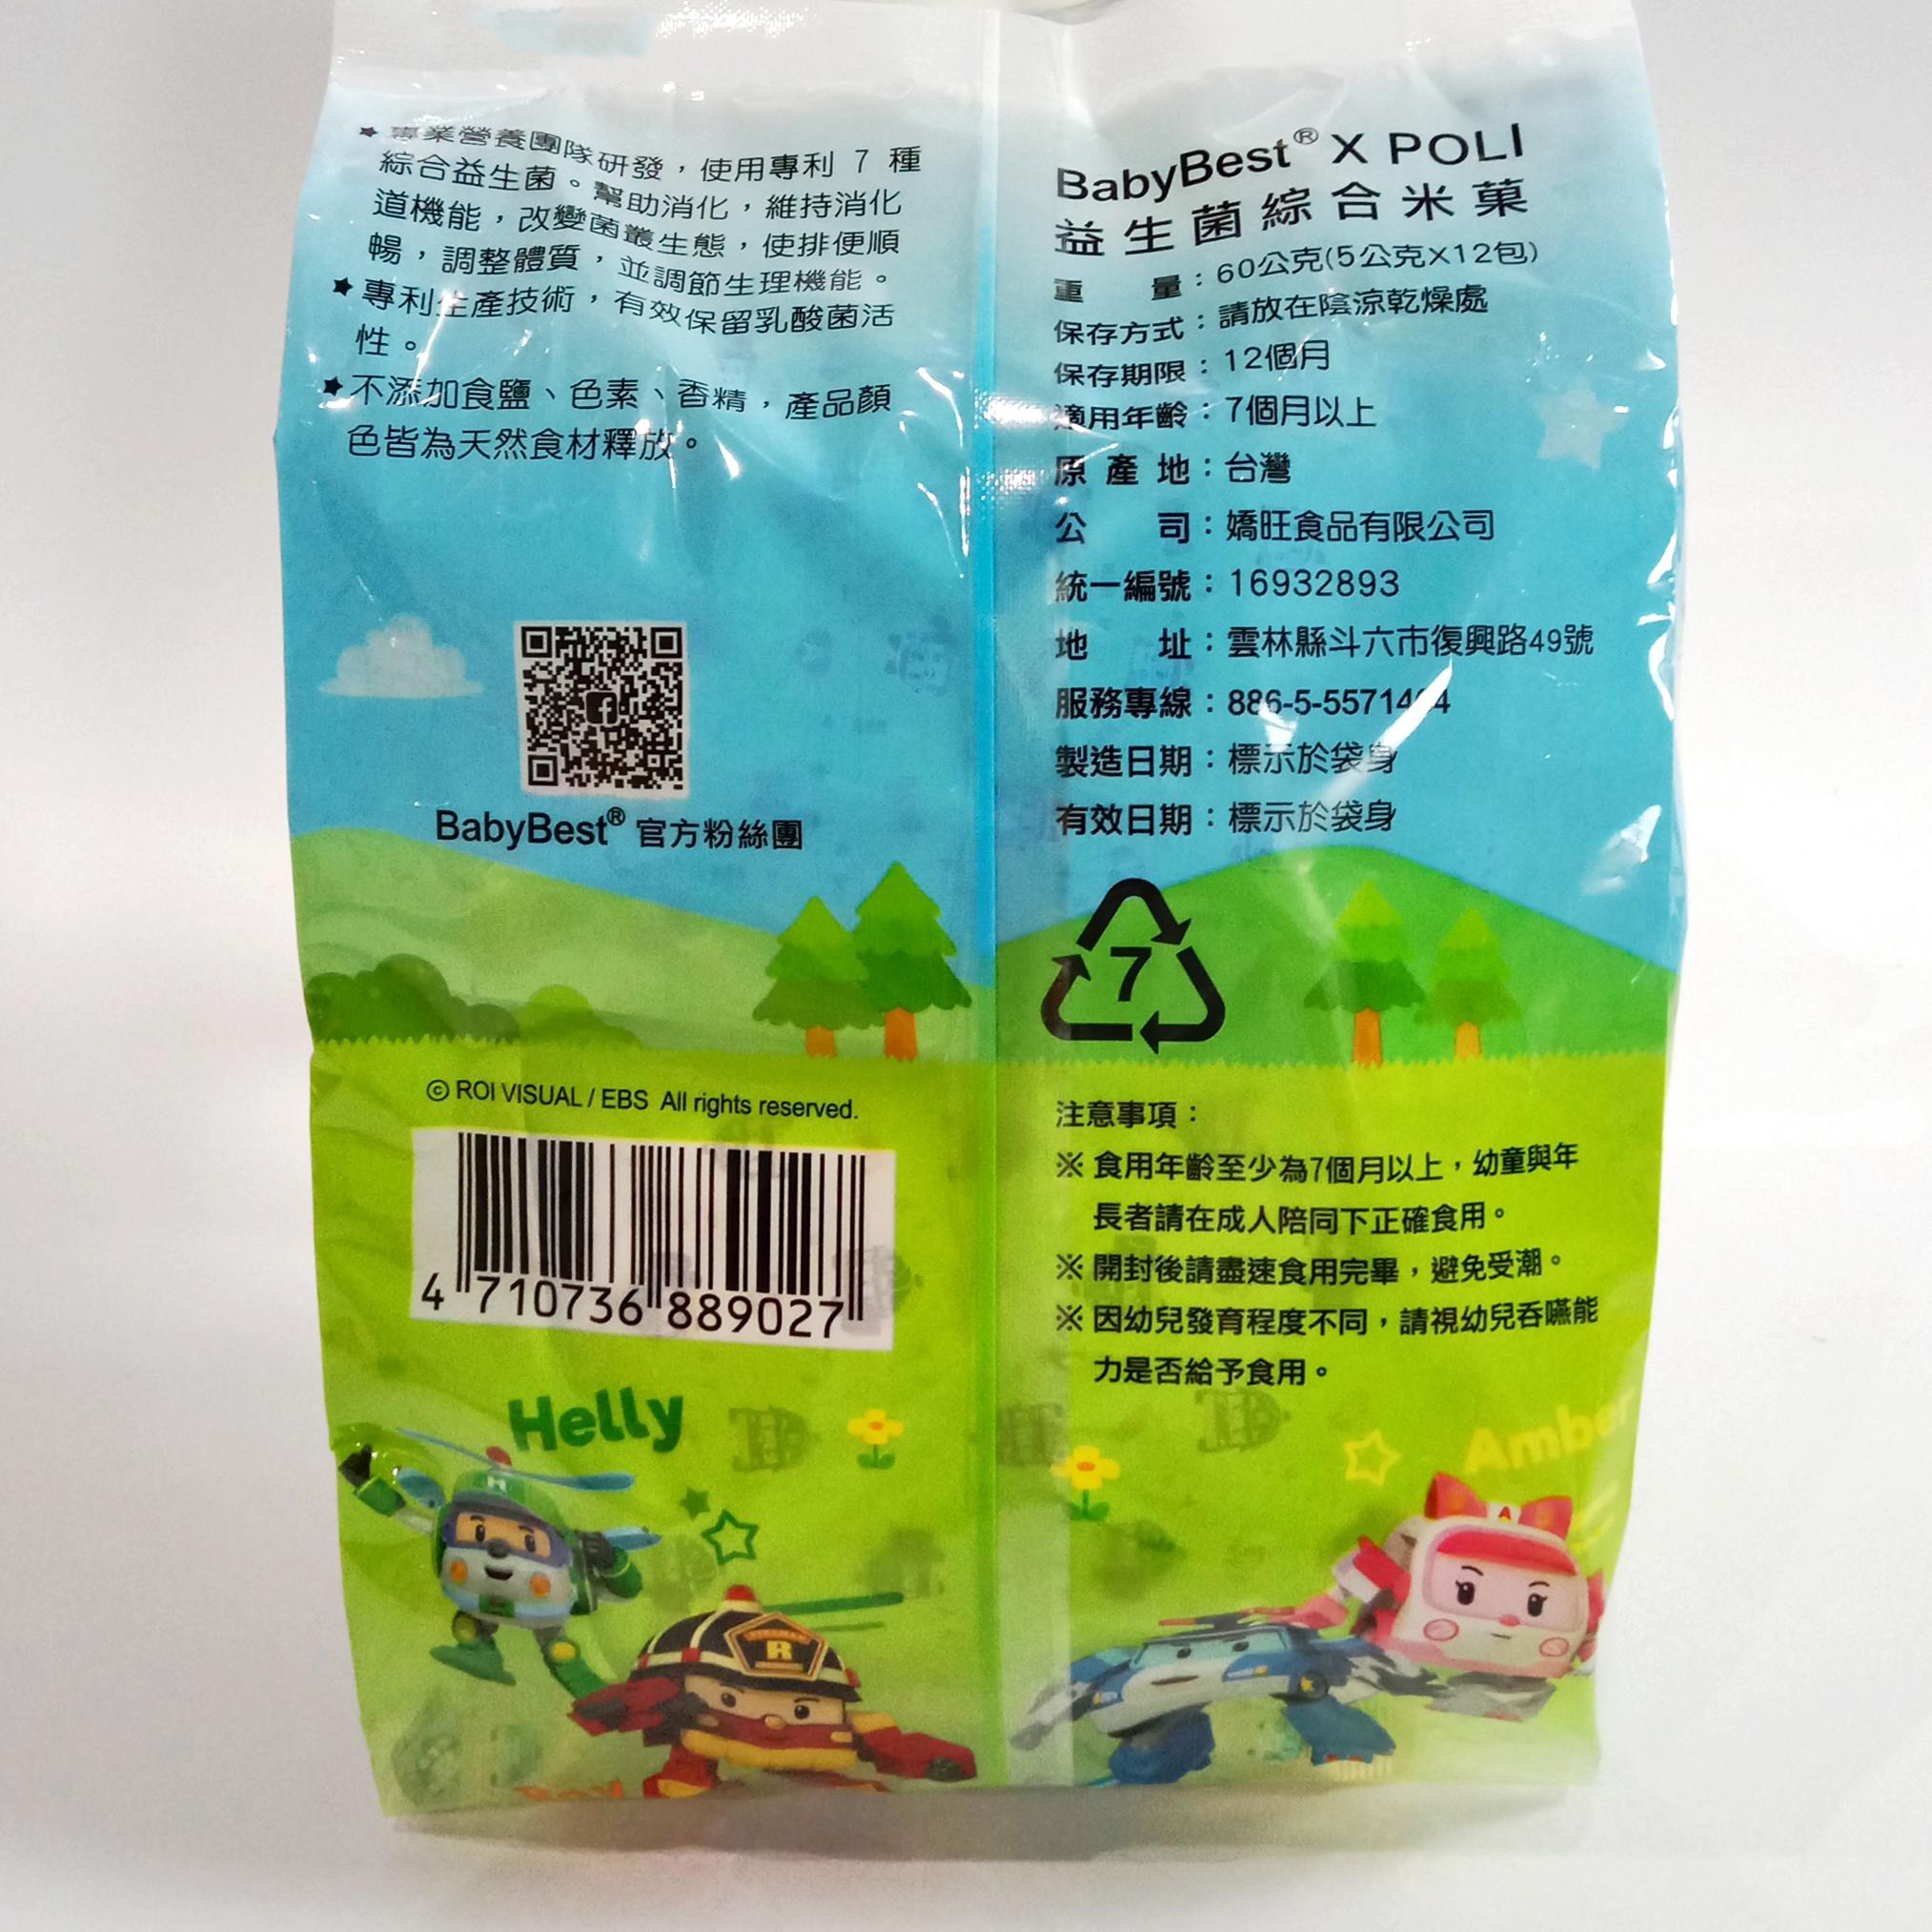 ★專業營養團隊研發，使用專利 7 種
綜合益生菌。幫助消化，維持消化
道機能，改變菌叢生態，使排便順
暢，調整體質，並調節生理機能。
★專利生產技術，有效保留乳酸菌活
性。
★不添加食鹽、色素、香精，產品顏
色皆為天然食材釋放。
BabyBest® 官方粉絲團
© ROI VISUAL / EBS All rights reserved.
4 710736 889027
Helly
R
BabyBest® X POLI
益生菌綜合米菓
重 量：60公克(5公克X12包)
保存方式：請放在陰涼乾燥處
保存期限：12個月
適用年齡：7個月以上
原 產 地：台灣
公 司：嬌旺食品有限公司
統一編號：16932893
地 址：雲林縣斗六市復興路49號
服務專線：
製造日期：標示於袋身
有效日期：標示於袋身
7
注意事項：
※ 食用年齡至少為7個月以上，幼童與年
長者請在成人陪同下正確食用。
※ 開封後請盡速食用完畢，避免受潮。
※ 因幼兒發育程度不同，請視幼兒吞嚥能
力是否給予食用。
Amber
A